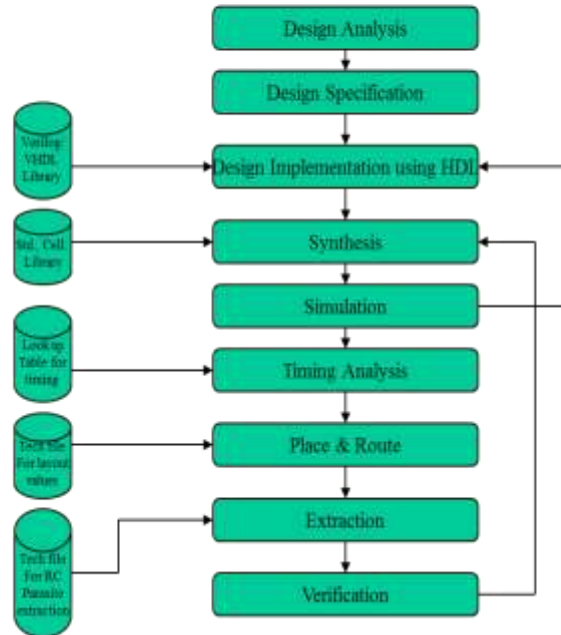 Design Analysis
Design Specification
Verilog
VHDL
Library
Design Implementation using HDL
Std. Cell
Library
Synthesis
Simulation
Look up
Table for
timing
Timing Analysis
Tech file
For layout
values
Place & Route
Extraction
Tech file
For RC
Parasite
extraction
Verification